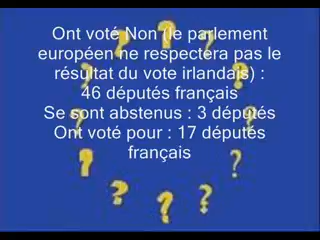 Ont voté Non (le parlement
européen ne respectera pas le
résultat du vote irlandais) :
46 députés français
Se sont abstenus : 3 députés
Ont voté pour : 17 députés
français